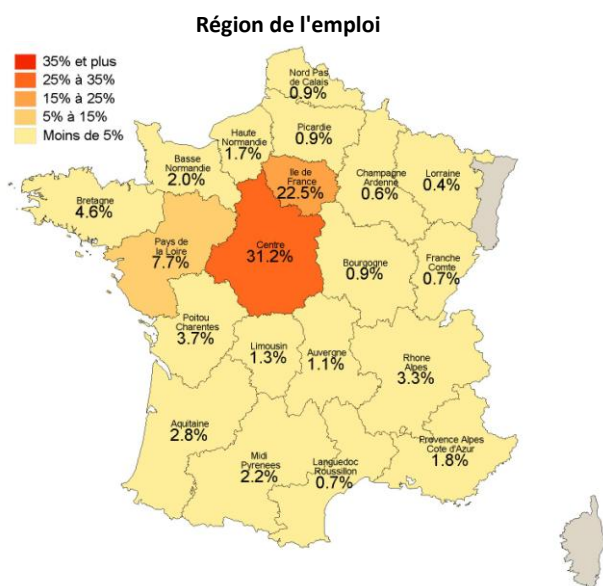 Région de l'emploi
35% et plus
25% à 35%
15% à 25%
5% à 15%
Moins de 5%
Nord Pas
de Calais
0.9%
Haute
Normandie
1.7%
Picardie
0.9%
Basse
Normandie
2.0%
Ile de
France
22.5%
Champagne
Ardenne
0.6%
Lorraine
0.4%
Bretagne
4.6%
Pays de
la Loire
7.7%
Centre
31.2%
Bourgogne
0.9%
Franche
Comte
0.7%
Poitou
Charentes
3.7%
Limousin
1.3%
Auvergne
1.1%
Rhone
Alpes
3.3%
Aquitaine
2.8%
Midi
Pyrenees
2.2%
Languedoc
Roussillon
0.7%
Provence Alpes
Cote d'Azur
1.8%